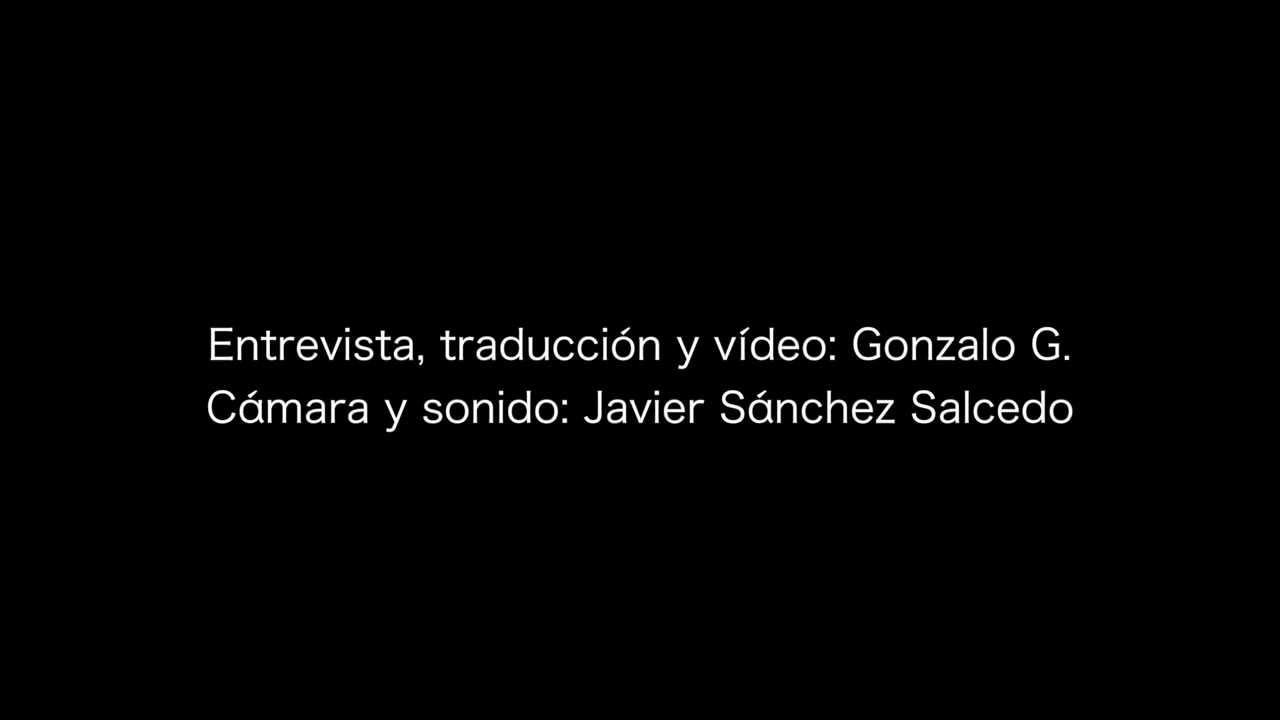 Entrevista, traducción y vídeo: Gonzalo G.
Cámara y sonido: Javier Sánchez Salcedo